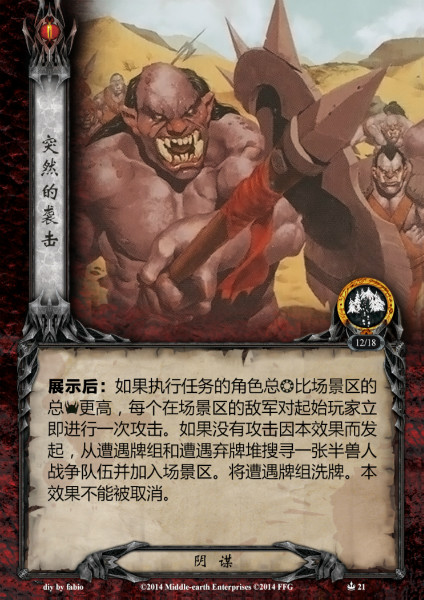 突然的袭击
12/18
展示后：如果执行任务的角色总比场景区的
总更高，每个在场景区的敌军对起始玩家立
即进行一次攻击。如果没有攻击因本效果而发
起，从遭遇牌组和遭遇弃牌堆搜寻一张半兽人
战争队伍并加入场景区。将遭遇牌组洗牌。本
效果不能被取消。
阴谋
diy by fabio ©2014 Middle-earth Enterprises ©2014 FFG 21